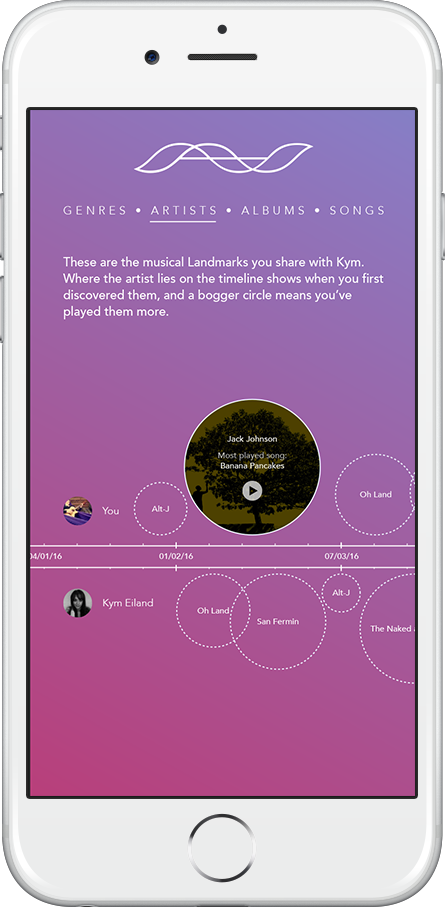 GENRES • ARTISTS • ALBUMS • SONGS
These are the musical Landmarks you share with Kym.
Where the artist lies on the timeline shows when you first
discovered them, and a bogger circle means you've
played them more.
Jack Johnson
Most played song:
Banana Pancakes
You
Alt-J
Oh Land
04/01/16
01/02/16
07/03/16
Kym Eiland
Oh Land
San Fermin
Alt-J
The Naked